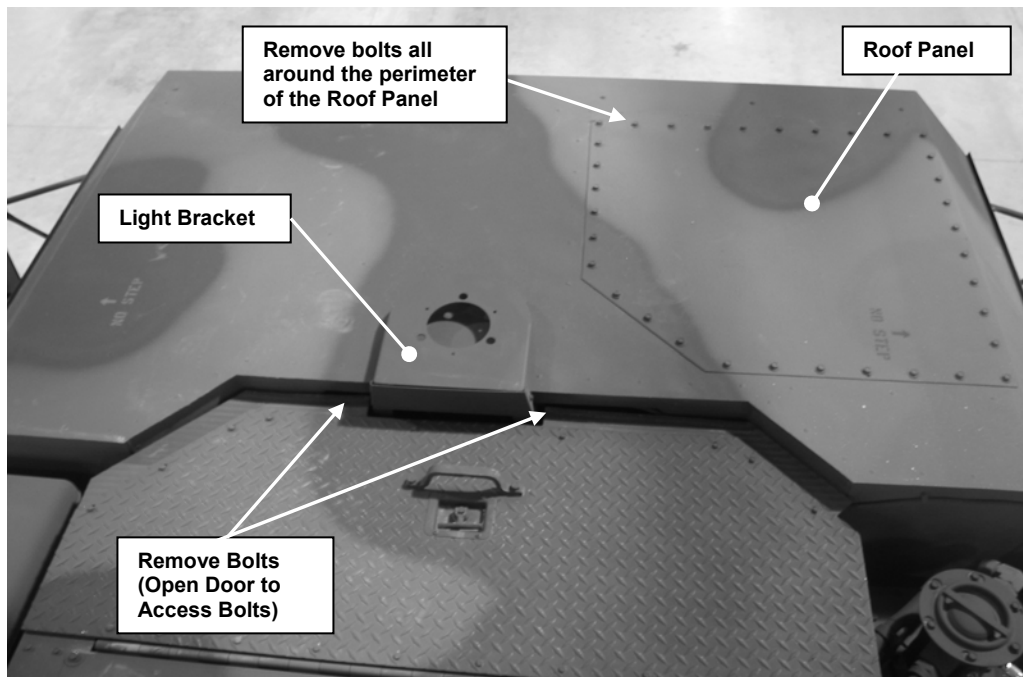 Remove bolts all
around the perimeter
of the Roof Panel
Roof Panel
Light Bracket
NO STEP
NO STEP
Remove Bolts
(Open Door to
Access Bolts)